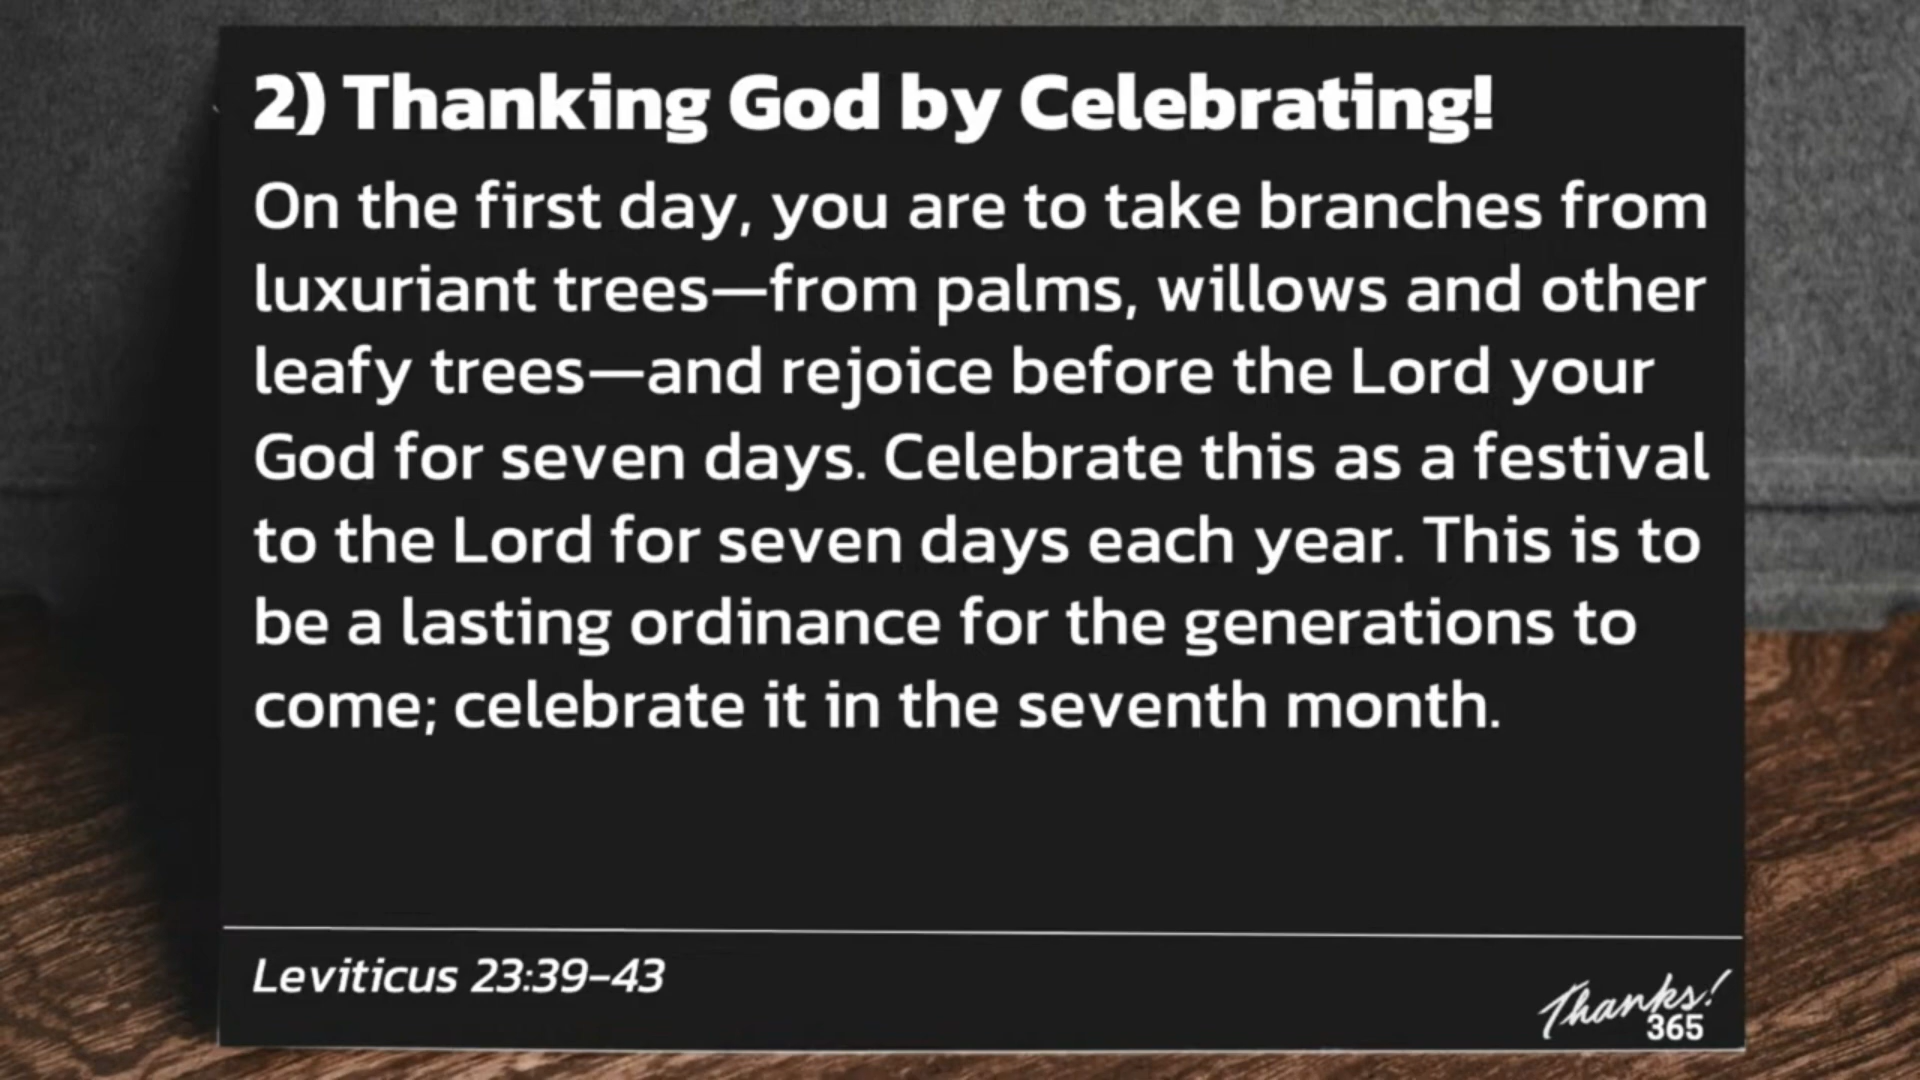 2) Thanking God by Celebrating!
On the first day, you are to take branches from
luxuriant trees—from palms, willows and other
leafy trees—and rejoice before the Lord your
God for seven days. Celebrate this as a festival
to the Lord for seven days each year. This is to
be a lasting ordinance for the generations to
come; celebrate it in the seventh month.
Leviticus 23:39–43
Thanks!
365